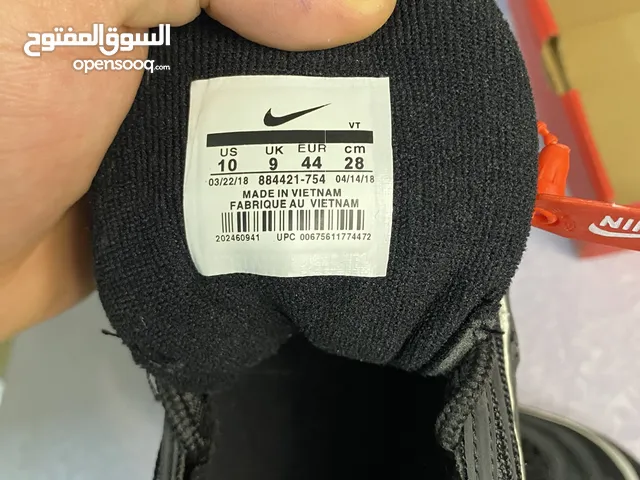 السوق المفتوح
opensooq.com
VT
US UK EUR cm
10 9 44 28
03/22/18 884421-754 04/14/18
MADE IN VIETNAM
FABRIQUE AU VIETNAM
202460941 UPC 00675611774472